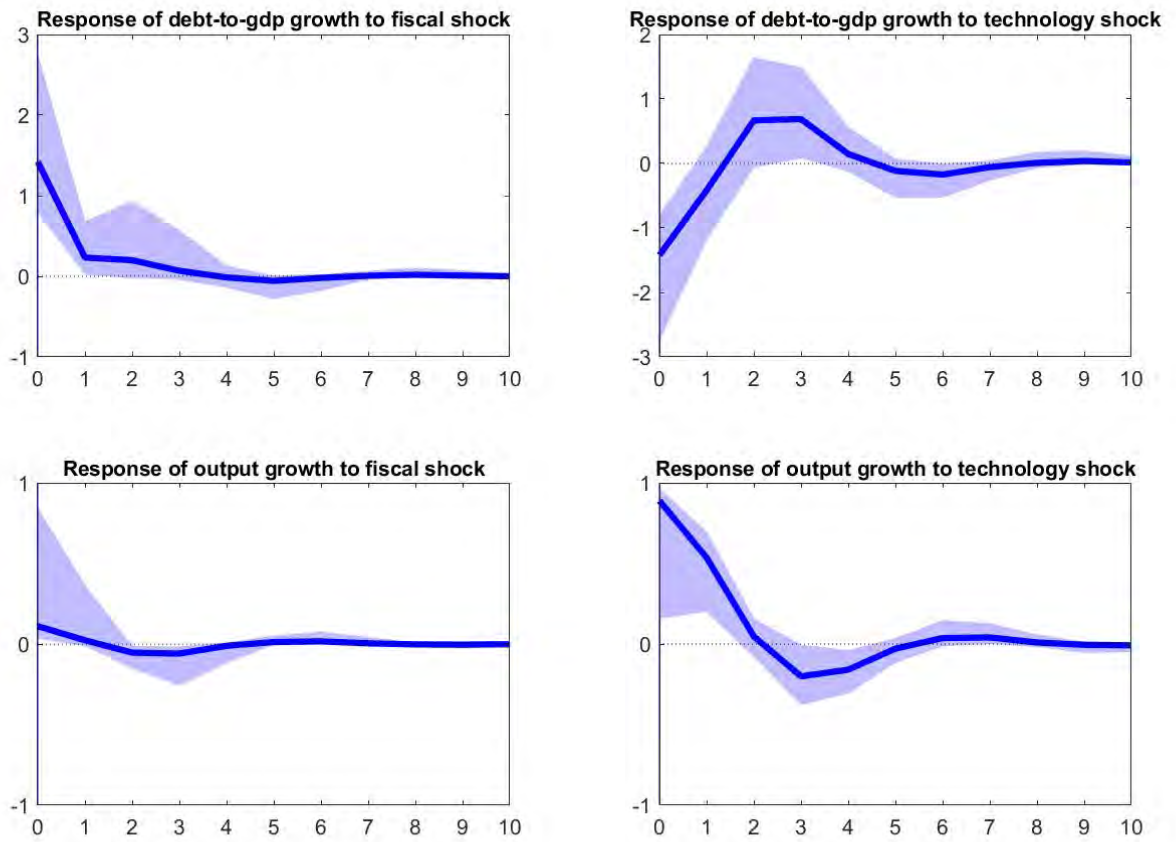 Response of debt-to-gdp growth to fiscal shock
3
2
1
0
-1
0 1 2 3 4 5 6 7 8 9 10
Response of debt-to-gdp growth to technology shock
2
1
0
-1
-2
-3
0 1 2 3 4 5 6 7 8 9 10
Response of output growth to fiscal shock
1
0
-1
0 1 2 3 4 5 6 7 8 9 10
Response of output growth to technology shock
1
0
-1
0 1 2 3 4 5 6 7 8 9 10